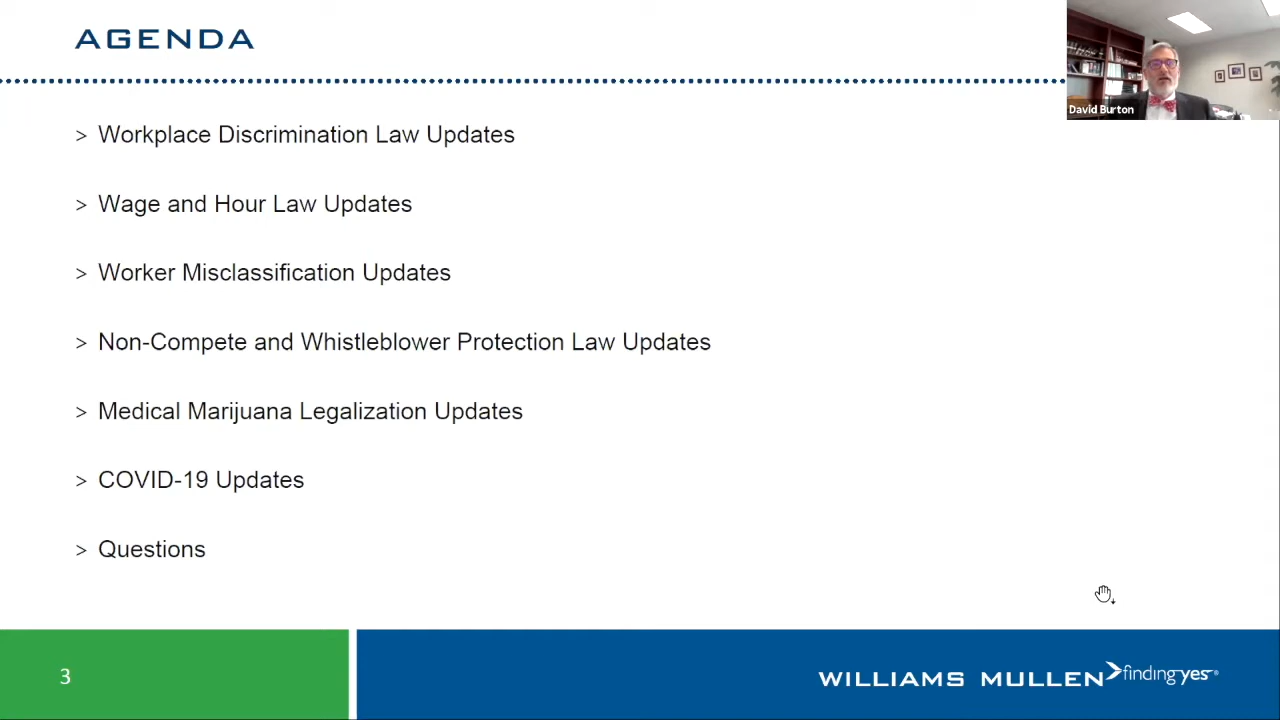 AGENDA
David Burton
> Workplace Discrimination Law Updates
> Wage and Hour Law Updates
> Worker Misclassification Updates
> Non-Compete and Whistleblower Protection Law Updates
> Medical Marijuana Legalization Updates
> COVID-19 Updates
> Questions
3
WILLIAMS MULLEN finding yes®